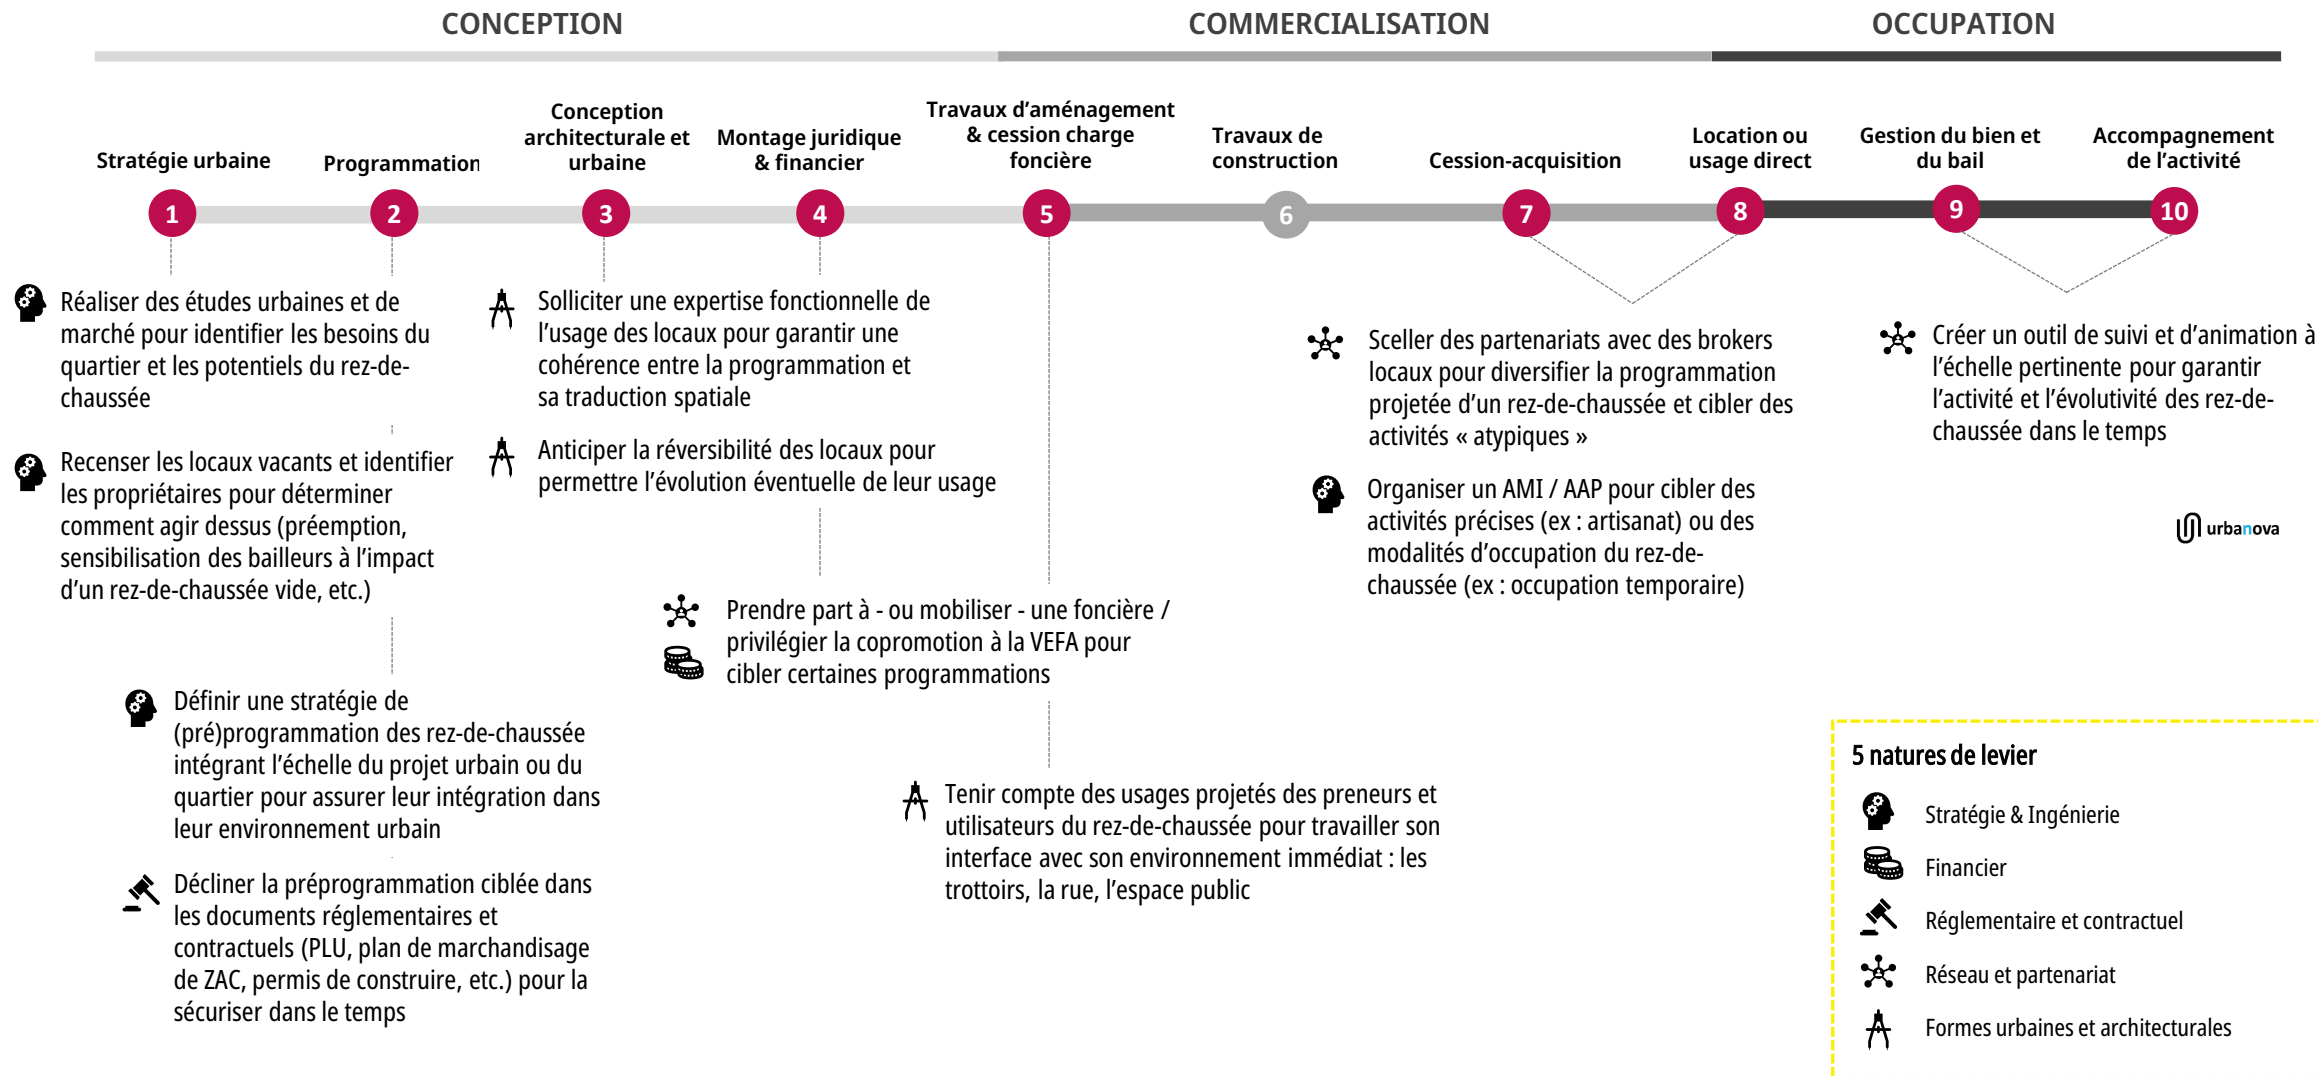 CONCEPTION
COMMERCIALISATION
OCCUPATION
Stratégie urbaine
Programmation
Conception
architecturale et
urbaine
Montage juridique
& financier
Travaux d’aménagement
& cession charge
foncière
Travaux de
construction
Cession-acquisition
Location ou
usage direct
Gestion du bien et
du bail
Accompagnement
de l’activité
1
2
3
4
5
6
7
8
9
10
Réaliser des études urbaines et de
marché pour identifier les besoins du
quartier et les potentiels du rez-de-
chaussée
Recenser les locaux vacants et identifier
les propriétaires pour déterminer
comment agir dessus (préemption,
sensibilisation des bailleurs à l’impact
d’un rez-de-chaussée vide, etc.)
Définir une stratégie de
(pré)programmation des rez-de-chaussée
intégrant l’échelle du projet urbain ou du
quartier pour assurer leur intégration dans
leur environnement urbain
Décliner la préprogrammation ciblée dans
les documents réglementaires et
contractuels (PLU, plan de marchandisage
de ZAC, permis de construire, etc.) pour la
sécuriser dans le temps
Solliciter une expertise fonctionnelle de
l’usage des locaux pour garantir une
cohérence entre la programmation et
sa traduction spatiale
Anticiper la réversibilité des locaux pour
permettre l’évolution éventuelle de leur usage
Prendre part à - ou mobiliser - une foncière /
privilégier la copromotion à la VEFA pour
cibler certaines programmations
Tenir compte des usages projetés des preneurs et
utilisateurs du rez-de-chaussée pour travailler son
interface avec son environnement immédiat : les
trottoirs, la rue, l’espace public
Sceller des partenariats avec des brokers
locaux pour diversifier la programmation
projetée d’un rez-de-chaussée et cibler des
activités « atypiques »
Organiser un AMI / AAP pour cibler des
activités précises (ex : artisanat) ou des
modalités d’occupation du rez-de-
chaussée (ex : occupation temporaire)
Créer un outil de suivi et d’animation à
l’échelle pertinente pour garantir
l’activité et l’évolutivité des rez-de-
chaussée dans le temps
urbanova
5 natures de levier
Stratégie & Ingénierie
Financier
Réglementaire et contractuel
Réseau et partenariat
Formes urbaines et architecturales